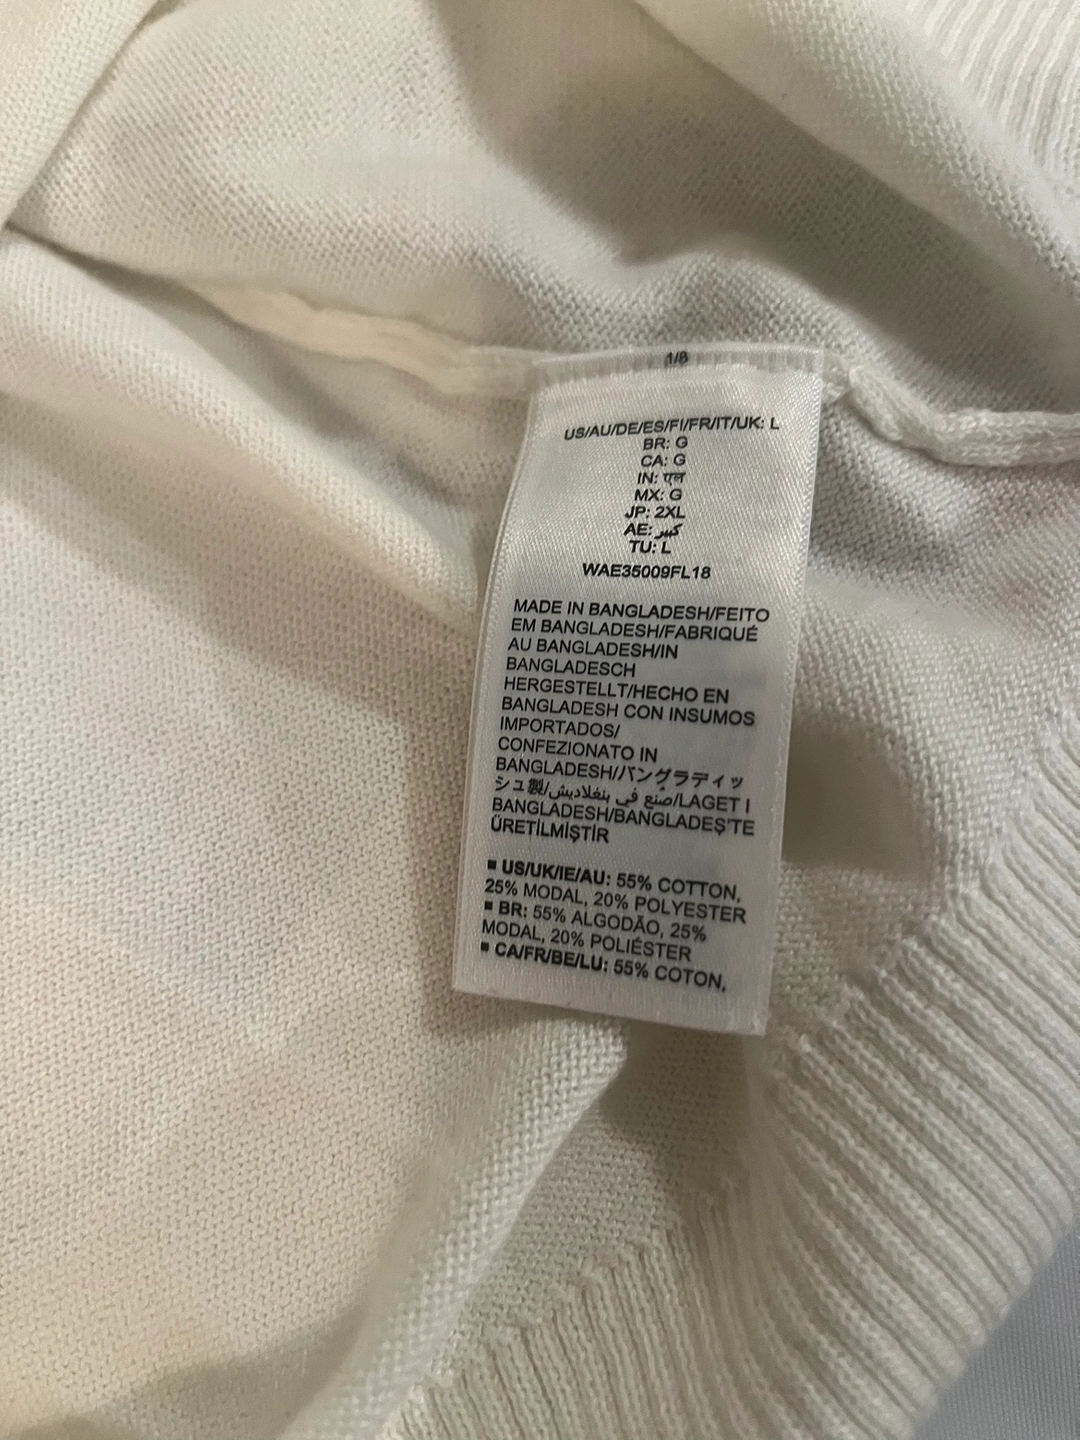 1/8
US/AU/DE/ES/FI/FR/IT/UK: L
BR: G
CA: G
IN: एल
MX: G
JP: 2XL
AE: كبير
TU: L
WAE35009FL18
MADE IN BANGLADESH/FEITO
EM BANGLADESH/FABRIQUÉ
AU BANGLADESH/IN
BANGLADESCH
HERGESTELLT/HECHO EN
BANGLADESH CON INSUMOS
IMPORTADOS/
CONFEZIONATO IN
BANGLADESH/バングラディッ
シュ製/صنع في بنغلاديش/LAGET I
BANGLADESH/BANGLADEŞ'TE
ÜRETİLMİŞTİR
■ US/UK/IE/AU: 55% COTTON,
25% MODAL, 20% POLYESTER
■ BR: 55% ALGODÃO, 25%
MODAL, 20% POLIÉSTER
■ CA/FR/BE/LU: 55% COTON,